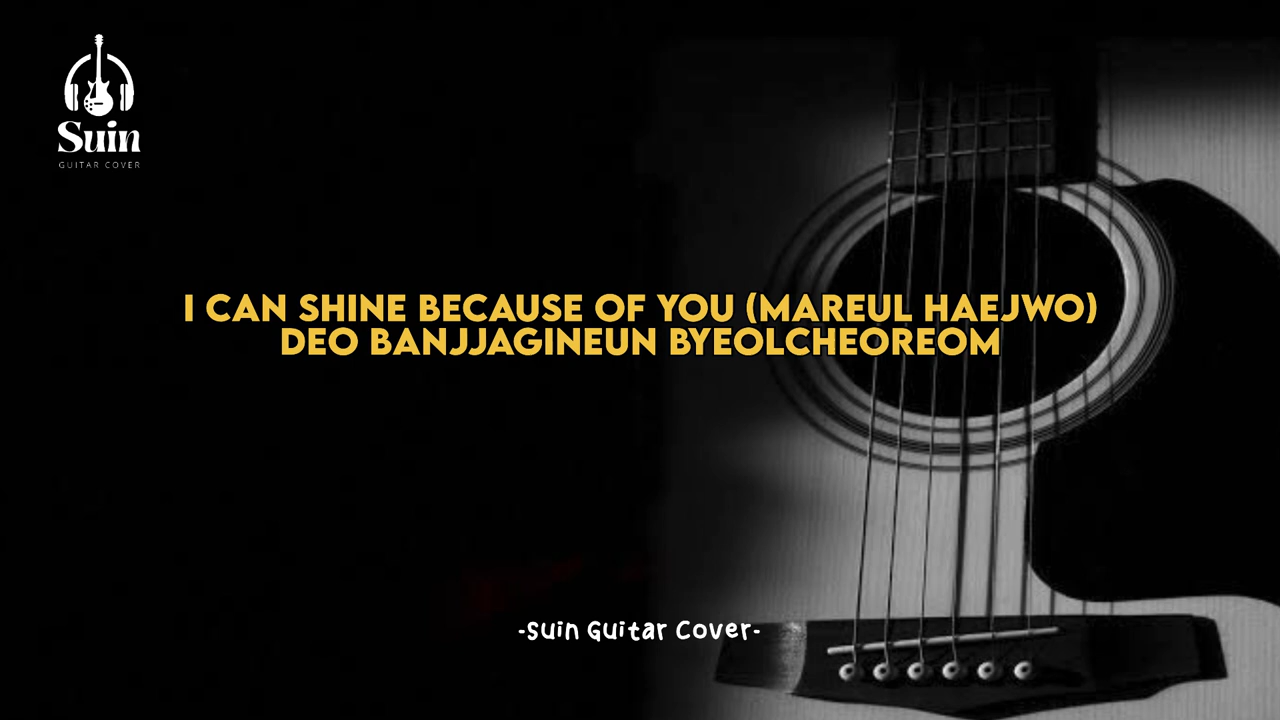 Suin
GUITAR COVER
I CAN SHINE BECAUSE OF YOU (MAREUL HAEJWO)
DEO BANJJAGINEUN BYEOLCHEOREOM
-Suin Guitar Cover-